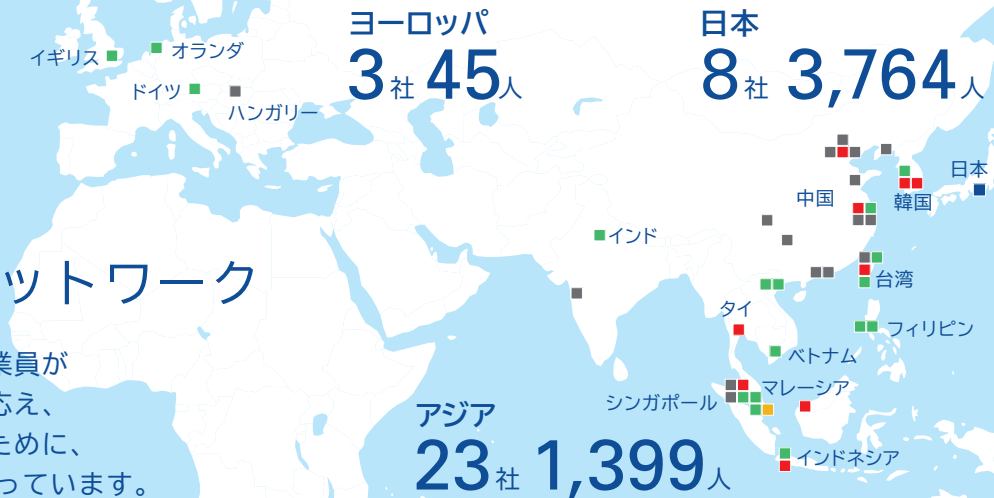 ヨーロッパ
3社 45人
日本
8社 3,764人
イギリス
オランダ
ドイツ
ハンガリー
日本
中国
韓国
インド
ットワーク
台湾
タイ
フィリピン
業員が
ベトナム
マレーシア
応え、
シンガポール
アジア
23社 1,399人
ために、
インドネシア
っています。